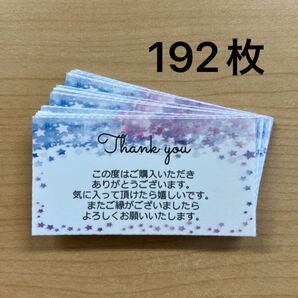 192枚
Thank you
この度はご購入いただき
ありがとうございます。
気に入って頂けたら嬉しいです。
またご縁がございましたら
よろしくお願いいたします。